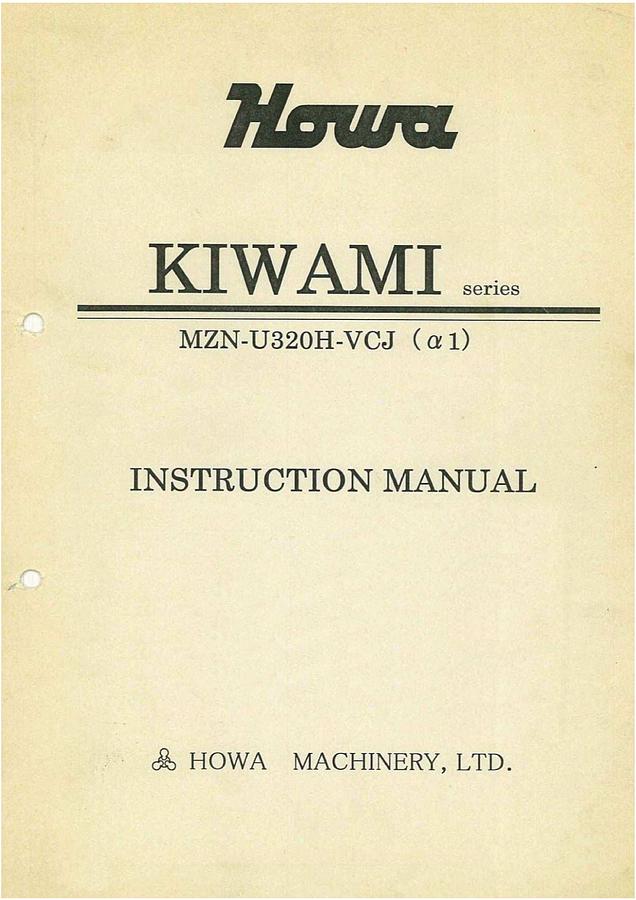 Howa
KIWAMI series
MZN-U320H-VCJ (α1)
INSTRUCTION MANUAL
HOWA MACHINERY, LTD.